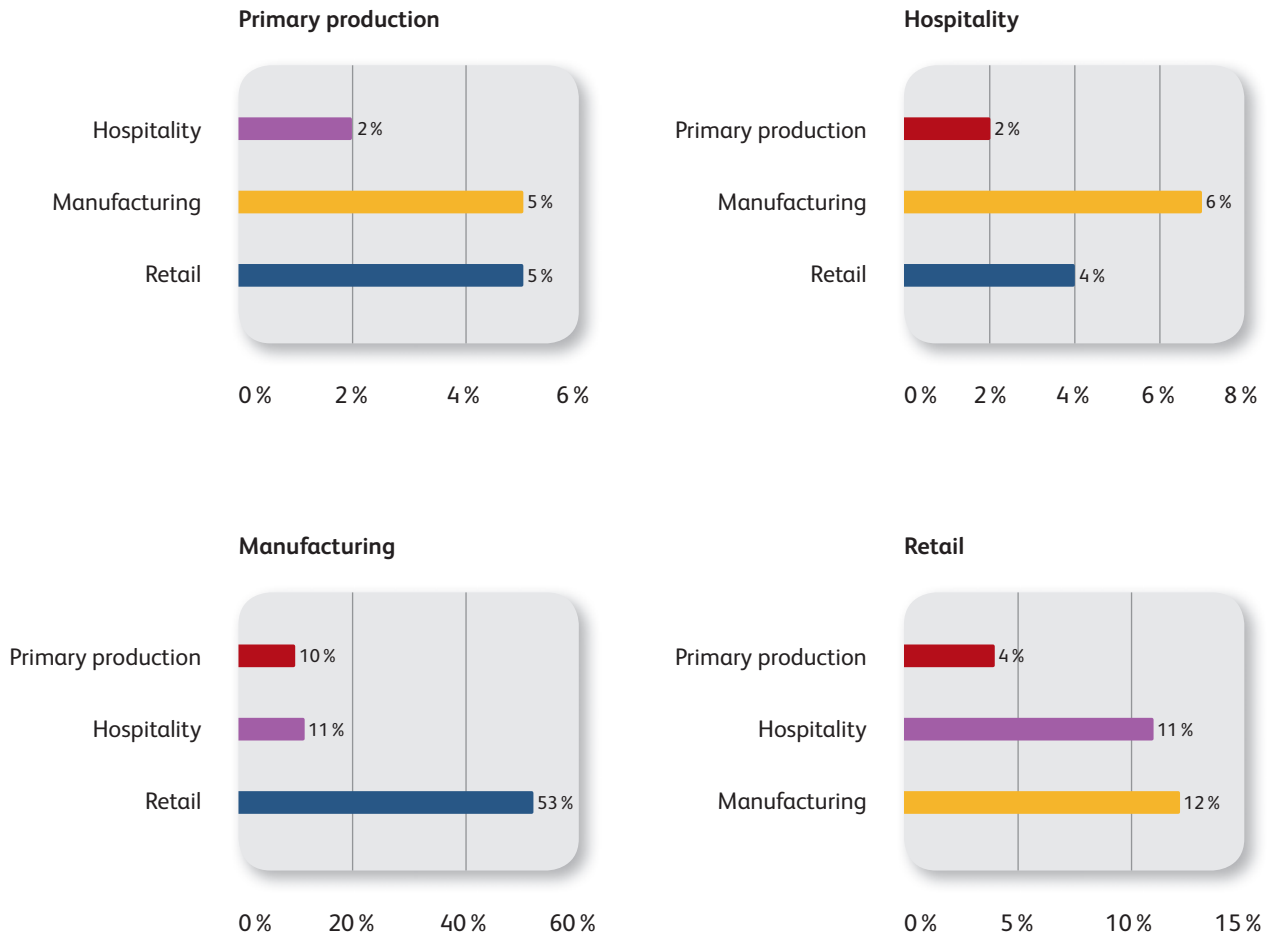 Primary production
Hospitality 2 %
Manufacturing 5 %
Retail 5 %
0 % 2 % 4 % 6 %
Hospitality
Primary production 2 %
Manufacturing 6 %
Retail 4 %
0 % 2 % 4 % 6 % 8 %
Manufacturing
Primary production 10 %
Hospitality 11 %
Retail 53 %
0 % 20 % 40 % 60 %
Retail
Primary production 4 %
Hospitality 11 %
Manufacturing 12 %
0 % 5 % 10 % 15 %